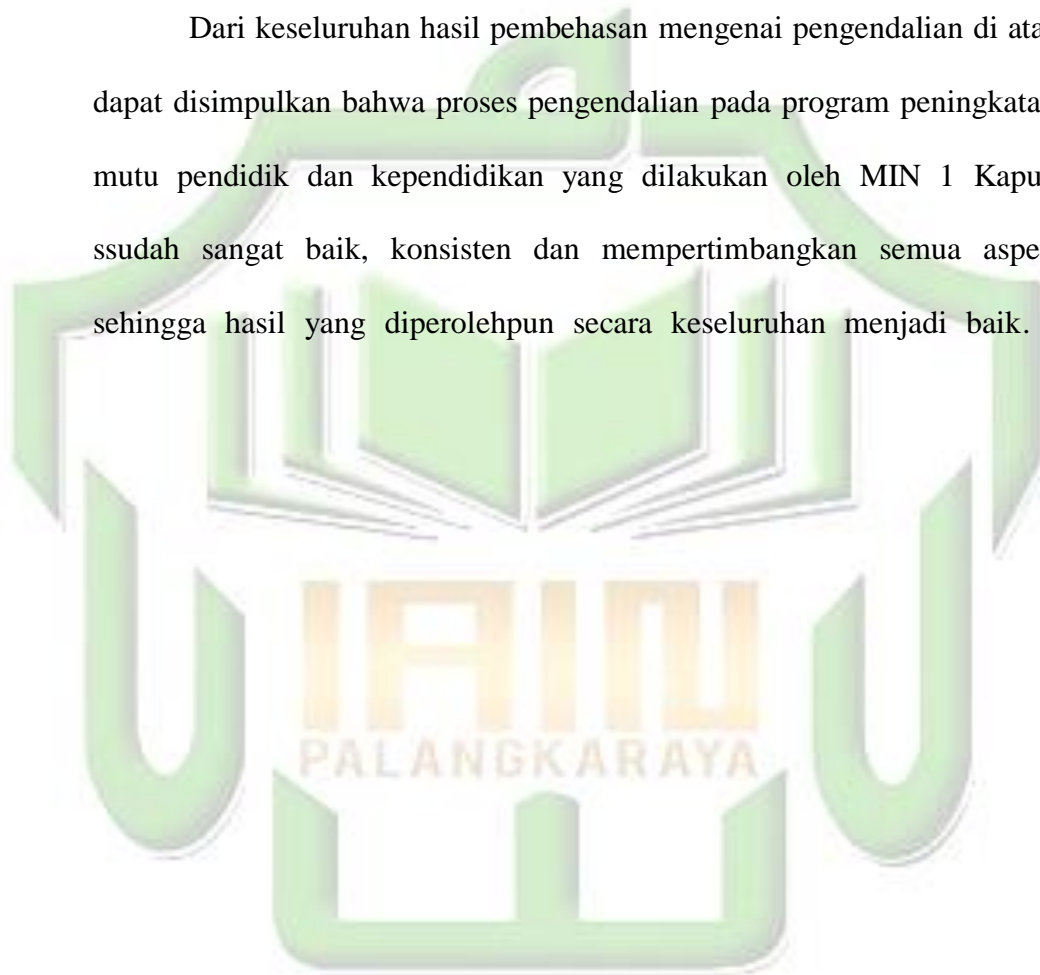 Dari keseluruhan hasil pembehasan mengenai pengendalian di ata
dapat disimpulkan bahwa proses pengendalian pada program peningkata
mutu pendidik dan kependidikan yang dilakukan oleh MIN 1 Kapu
ssudah sangat baik, konsisten dan mempertimbangkan semua aspe
sehingga hasil yang diperolehpun secara keseluruhan menjadi baik.
IAIN
PALANGKARAYA